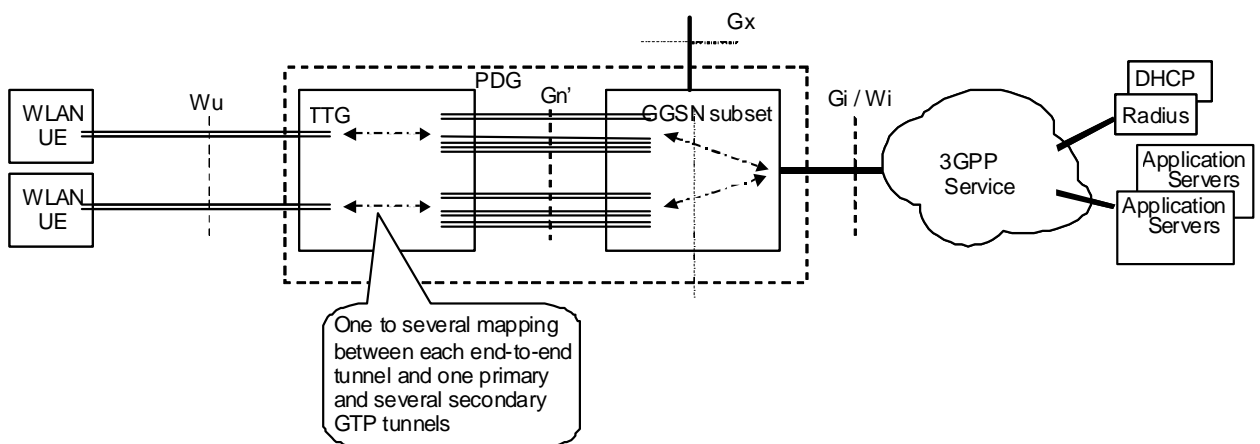 Gx
PDG
WLAN
UE
Wu
TTG
Gn’
GGSN subset
Gi / Wi
3GPP
Service
DHCP
Radius
Application
Servers
Application
Servers
WLAN
UE
One to several mapping
between each end-to-end
tunnel and one primary
and several secondary
GTP tunnels